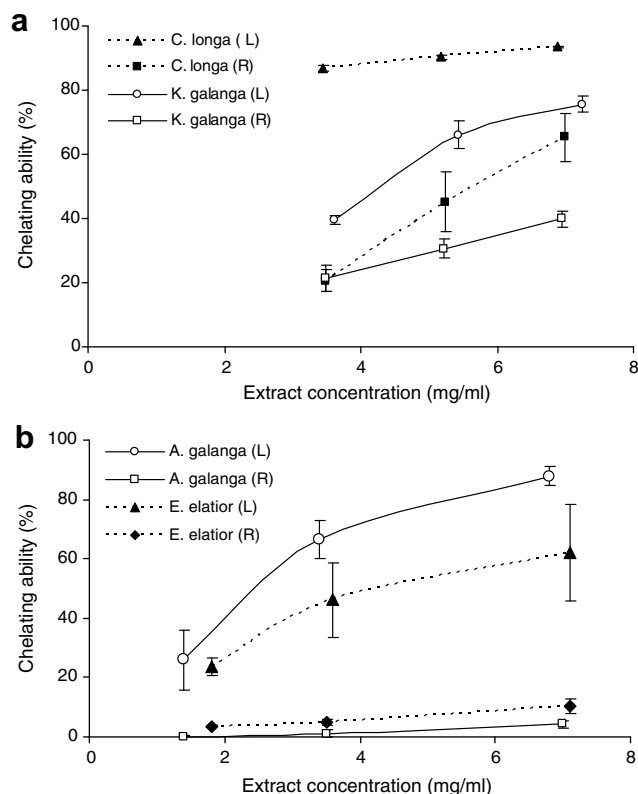 a
C. longa ( L)
C. longa (R)
K. galanga (L)
K. galanga (R)
Chelating ability (%)
100
80
60
40
20
0
0 2 4 6 8
Extract concentration (mg/ml)
b
A. galanga (L)
A. galanga (R)
E. elatior (L)
E. elatior (R)
Chelating ability (%)
100
80
60
40
20
0
0 2 4 6 8
Extract concentration (mg/ml)